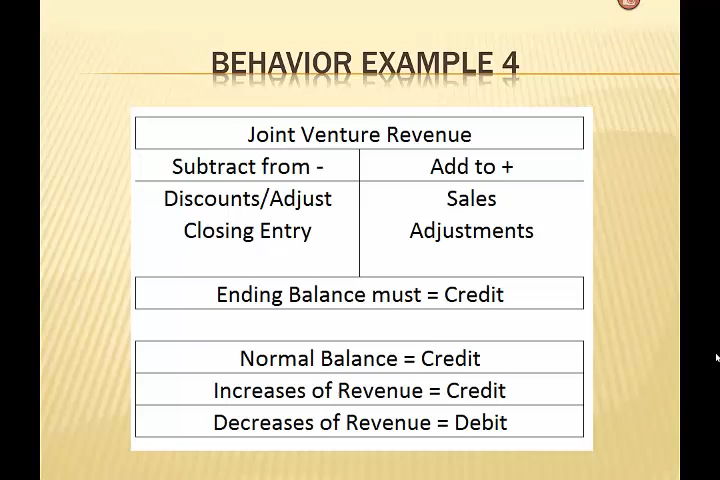 BEHAVIOR EXAMPLE 4
Joint Venture Revenue
Subtract from - Add to +
Discounts/Adjust Sales
Closing Entry Adjustments
Ending Balance must = Credit
Normal Balance = Credit
Increases of Revenue = Credit
Decreases of Revenue = Debit